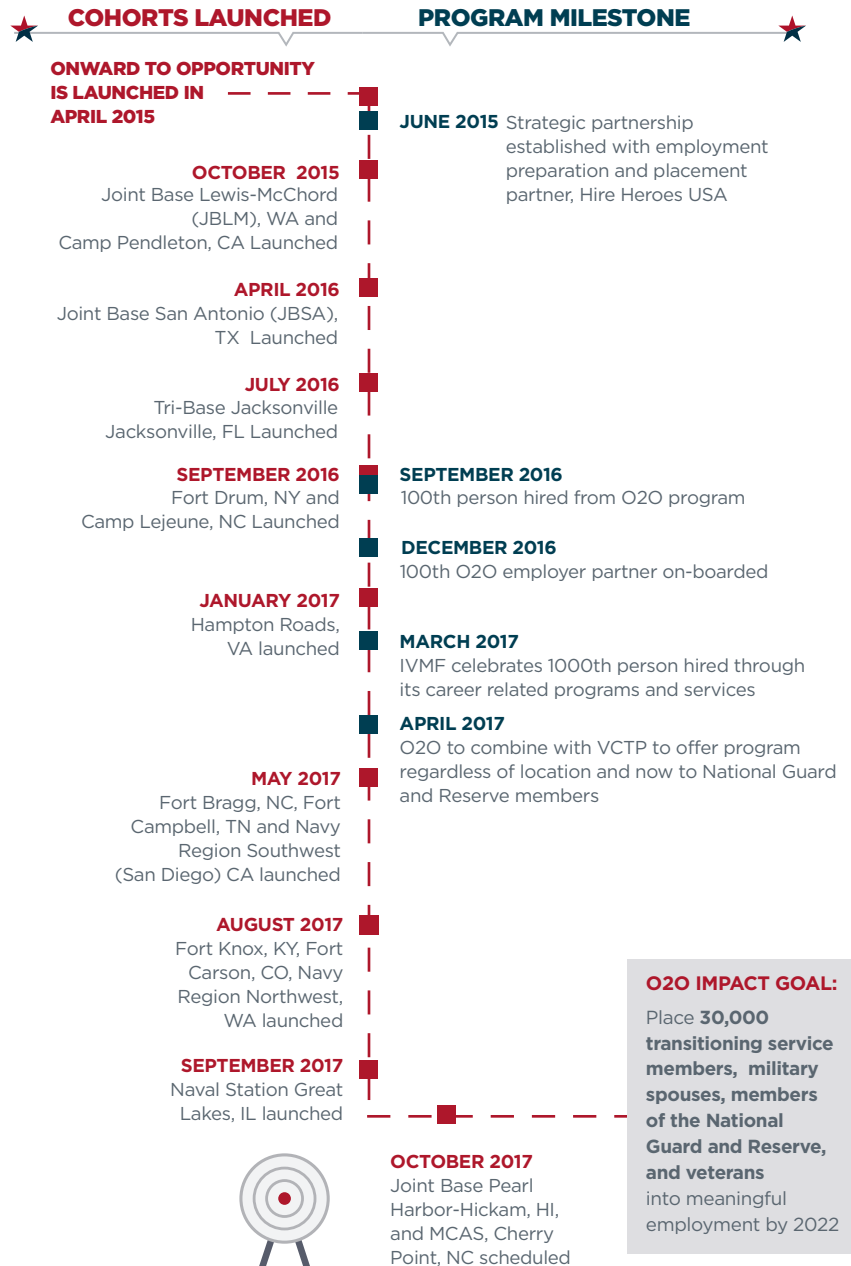 COHORTS LAUNCHED
PROGRAM MILESTONE
ONWARD TO OPPORTUNITY
IS LAUNCHED IN
APRIL 2015
JUNE 2015 Strategic partnership
established with employment
preparation and placement
partner, Hire Heroes USA
OCTOBER 2015
Joint Base Lewis-McChord
(JBLM), WA and
Camp Pendleton, CA Launched
APRIL 2016
Joint Base San Antonio (JBSA),
TX Launched
JULY 2016
Tri-Base Jacksonville
Jacksonville, FL Launched
SEPTEMBER 2016
Fort Drum, NY and
Camp Lejeune, NC Launched
SEPTEMBER 2016
100th person hired from O2O program
DECEMBER 2016
100th O2O employer partner on-boarded
JANUARY 2017
Hampton Roads,
VA launched
MARCH 2017
IVMF celebrates 1000th person hired through
its career related programs and services
APRIL 2017
O2O to combine with VCTP to offer program
regardless of location and now to National Guard
and Reserve members
MAY 2017
Fort Bragg, NC, Fort
Campbell, TN and Navy
Region Southwest
(San Diego) CA launched
AUGUST 2017
Fort Knox, KY, Fort
Carson, CO, Navy
Region Northwest,
WA launched
SEPTEMBER 2017
Naval Station Great
Lakes, IL launched
OCTOBER 2017
Joint Base Pearl
Harbor-Hickam, HI,
and MCAS, Cherry
Point, NC scheduled
O2O IMPACT GOAL:
Place 30,000
transitioning service
members, military
spouses, members
of the National
Guard and Reserve,
and veterans
into meaningful
employment by 2022